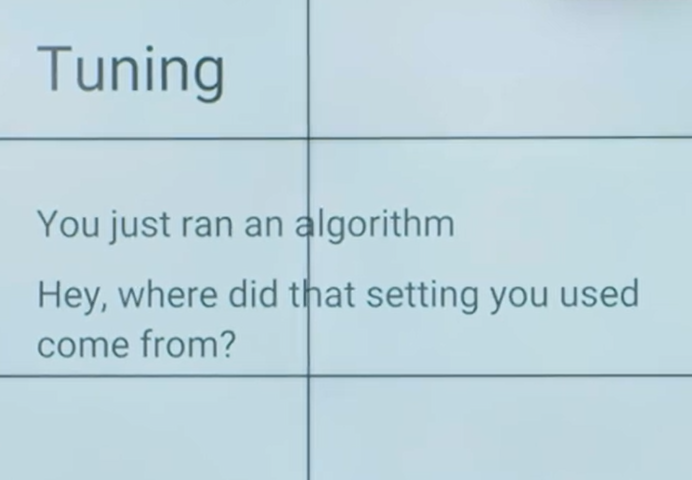 Tuning
You just ran an algorithm
Hey, where did that setting you used
come from?